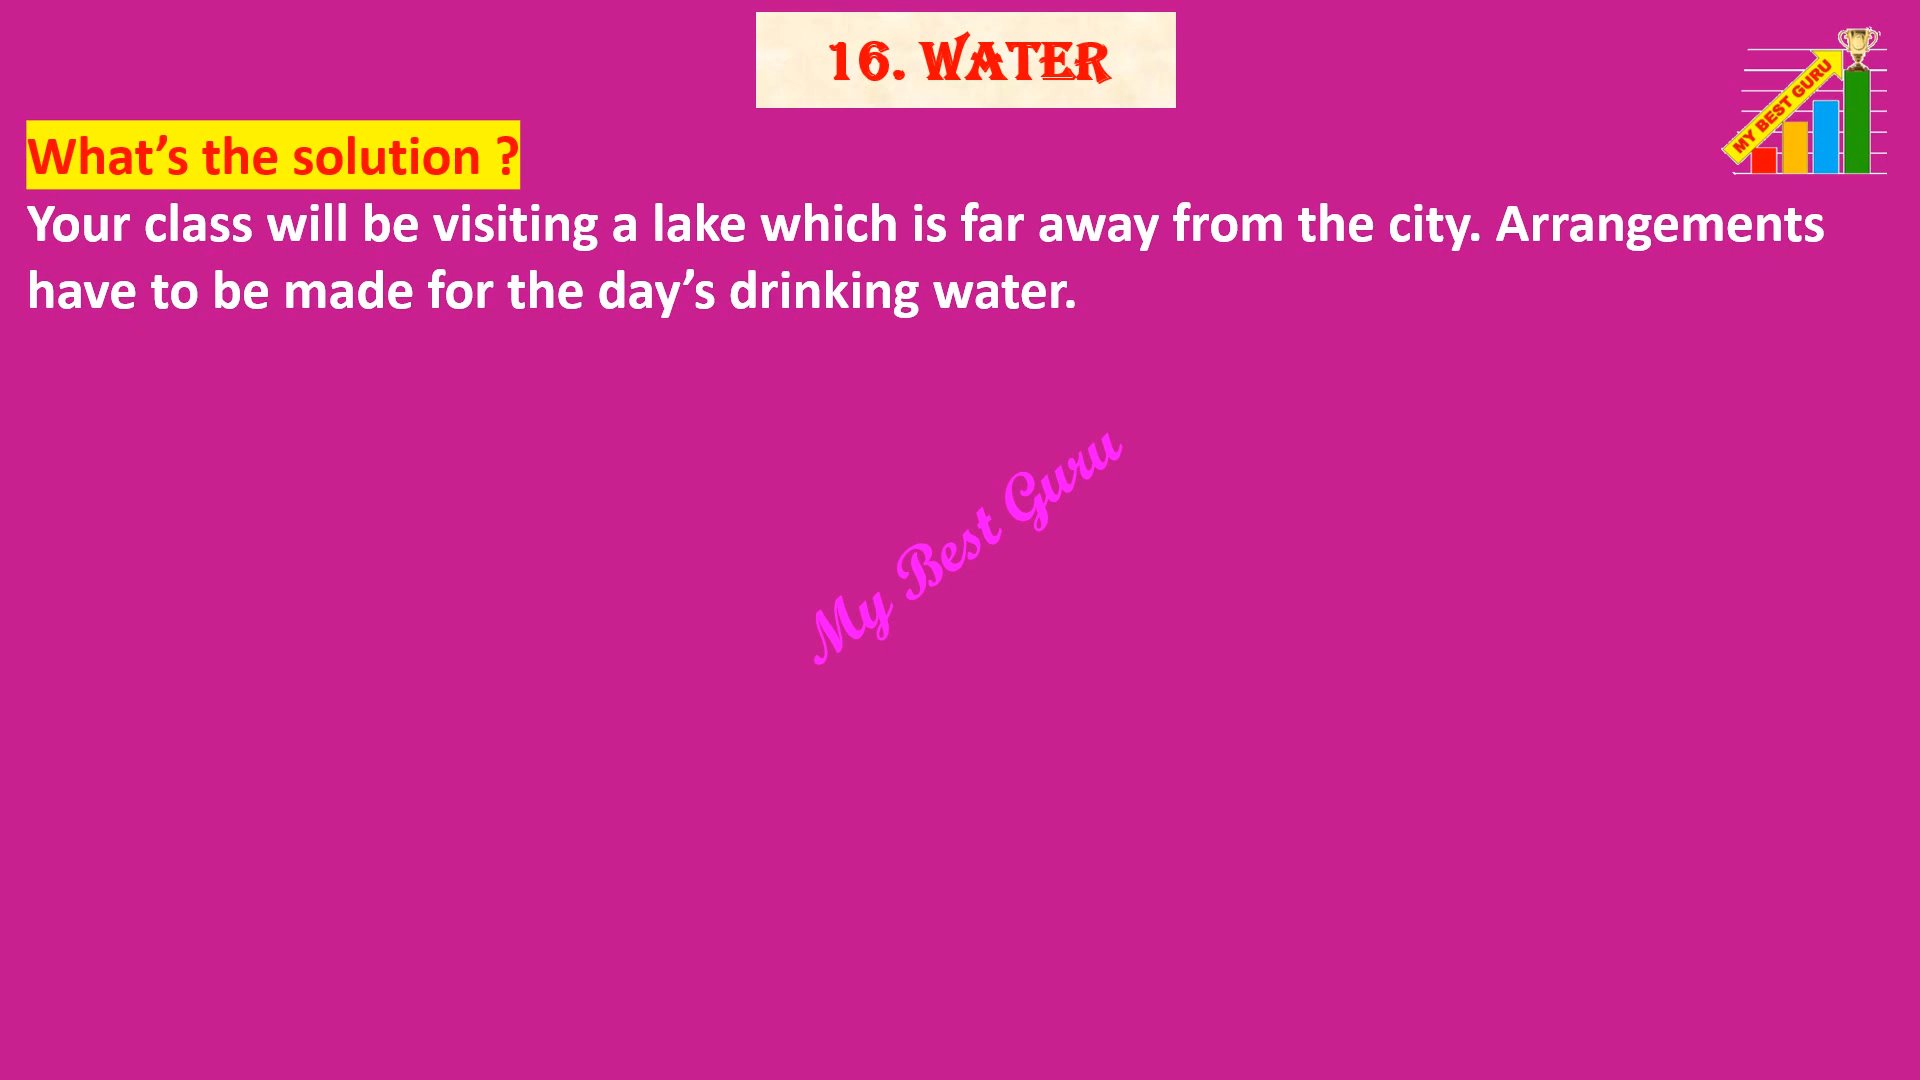 16. WATER
MY BEST GURU
What’s the solution ?
Your class will be visiting a lake which is far away from the city. Arrangements
have to be made for the day’s drinking water.
My Best Guru